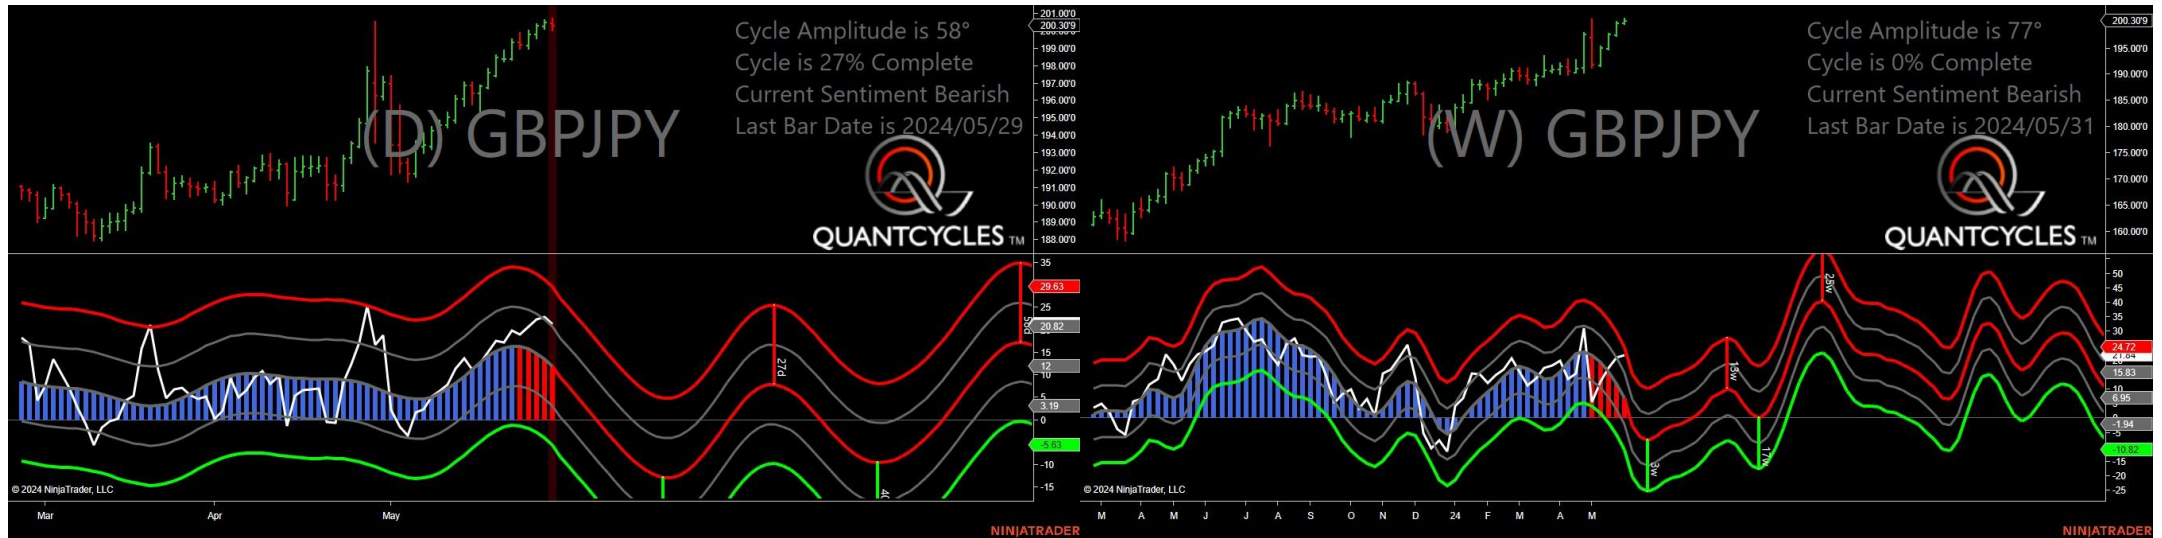 Cycle Amplitude is 58°
Cycle is 27% Complete
Current Sentiment Bearish
Last Bar Date is 2024/05/29
(D) GBPJPY
QUANTCYCLES TM
201.00'0
200.30'9
199.00'0
198.00'0
197.00'0
196.00'0
195.00'0
194.00'0
193.00'0
192.00'0
191.00'0
190.00'0
189.00'0
188.00'0
35
29.63
25
20.82
15
12
10
5
3.19
0
-5.63
-10
-15
27d
© 2024 NinjaTrader, LLC
Mar
Apr
May
NINJATRADER
Cycle Amplitude is 77°
Cycle is 0% Complete
Current Sentiment Bearish
Last Bar Date is 2024/05/31
(W) GBPJPY
QUANTCYCLES TM
200.30'9
195.00'0
190.00'0
185.00'0
180.00'0
175.00'0
170.00'0
165.00'0
160.00'0
50
45
40
35
30
24.72
21.84
15.83
10
6.95
-1.94
-5
-10.82
-15
-20
-25
28w
13w
17w
3w
© 2024 NinjaTrader, LLC
M A M J J A S O N D 24 F M A M
NINJATRADER